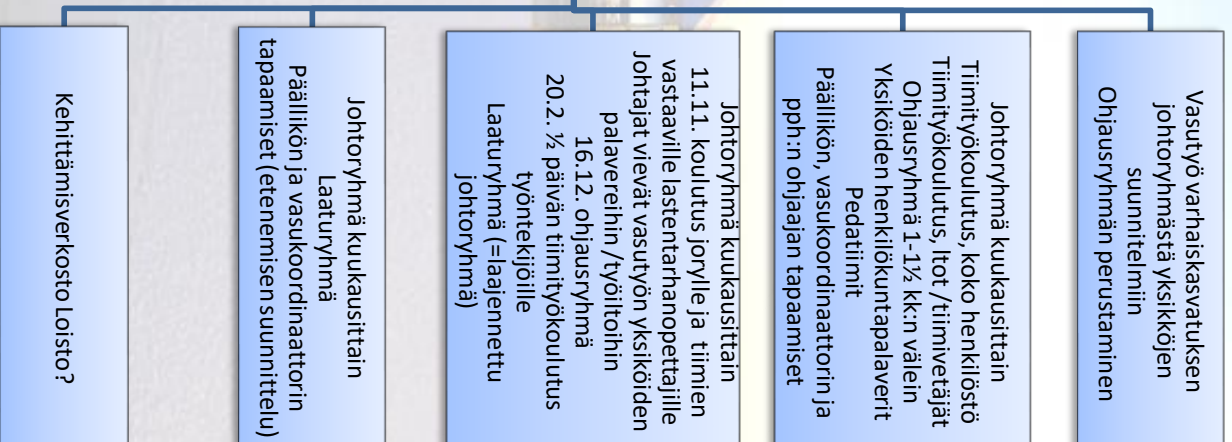 Vasutyö varhaiskasvatuksen
johtoryhmästä yksikköjen
suunnitelmiin
Ohjausryhmän perustaminen
Johtoryhmä kuukausittain
Tiimityökoulutus, koko henkilöstö
Tiimityökoulutus, ltot /tiimivetäjät
Ohjausryhmä 1-1½ kk:n välein
Yksiköiden henkilökuntapalaverit
Pedatiimit
Päällikön, vasukoordinaattorin ja
pph:n ohjaajan tapaamiset
Johtoryhmä kuukausittain
11.11. koulutus jorylle ja tiimien
vastaaville lastentarhanopettajille
Johtajat vievät vasutyön yksiköiden
palavereihin /työiltoihin
16.12. ohjausryhmä
20.2. ½ päivän tiimityökoulutus
työntekijöille
Laaturyhmä (=laajennettu
johtoryhmä)
Johtoryhmä kuukausittain
Laaturyhmä
Päällikön ja vasukoordinaattorin
tapaamiset (etenemisen suunnittelu)
Kehittämisverkosto Loisto?